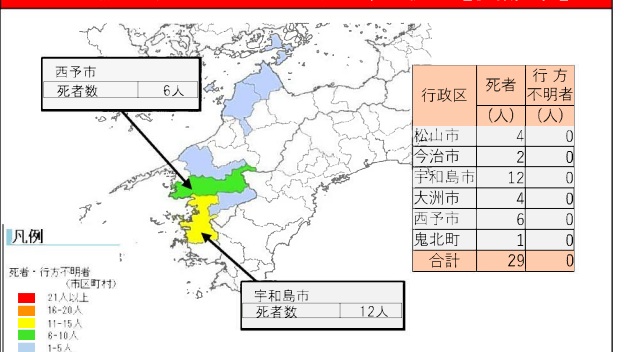 西予市
死者数 6人
行政区 死者 (人) 行方不明者 (人)
松山市 4 0
今治市 2 0
宇和島市 12 0
大洲市 4 0
西予市 6 0
鬼北町 1 0
合計 29 0
凡例
死者・行方不明者
(市区町村)
21人以上
16-20人
11-15人
6-10人
1-5人
宇和島市
死者数 12人